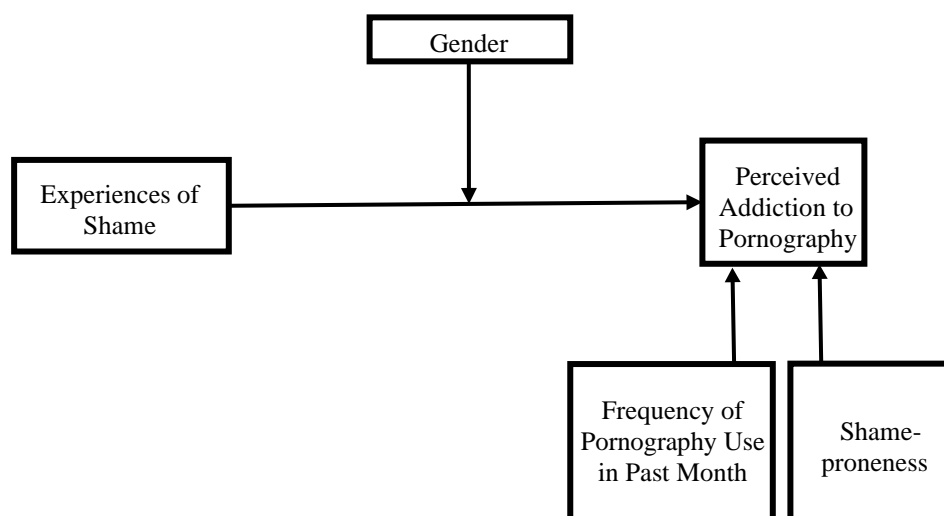 Gender
Experiences of
Shame
Perceived
Addiction to
Pornography
Frequency of
Pornography Use
in Past Month
Shame-
proneness